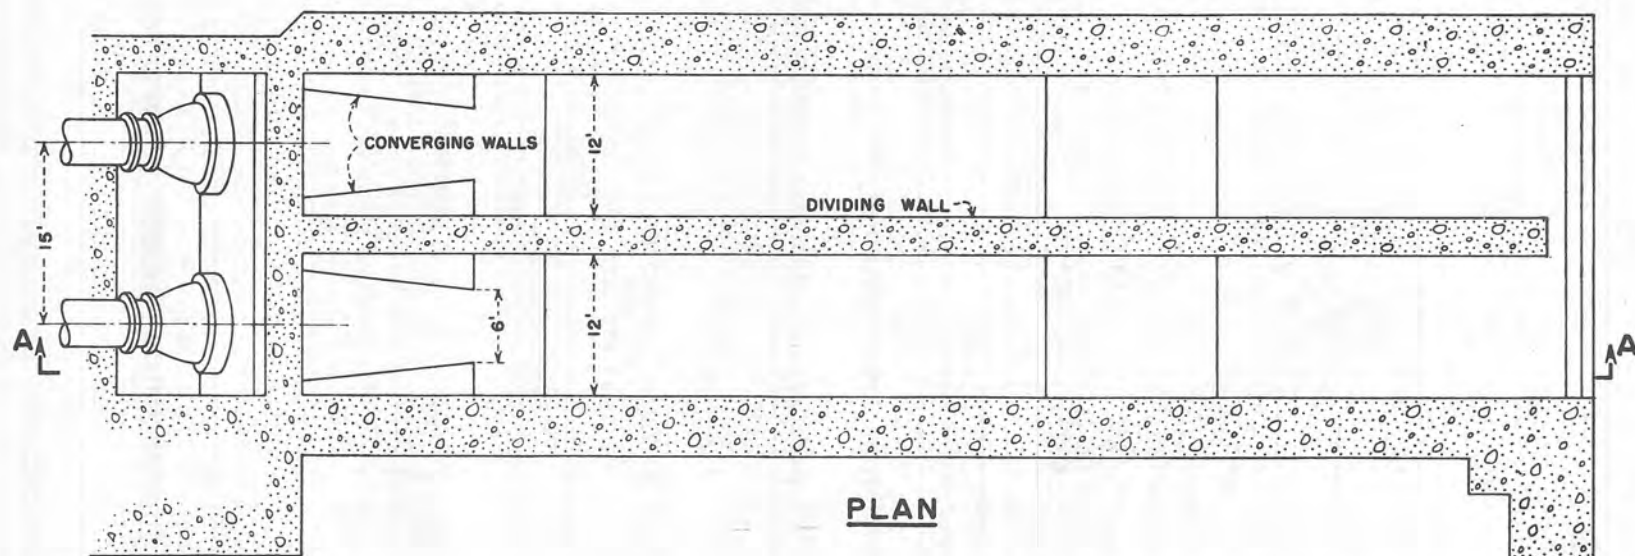 CONVERGING WALLS
12'
15'
DIVIDING WALL
6'
12'
A
A
PLAN